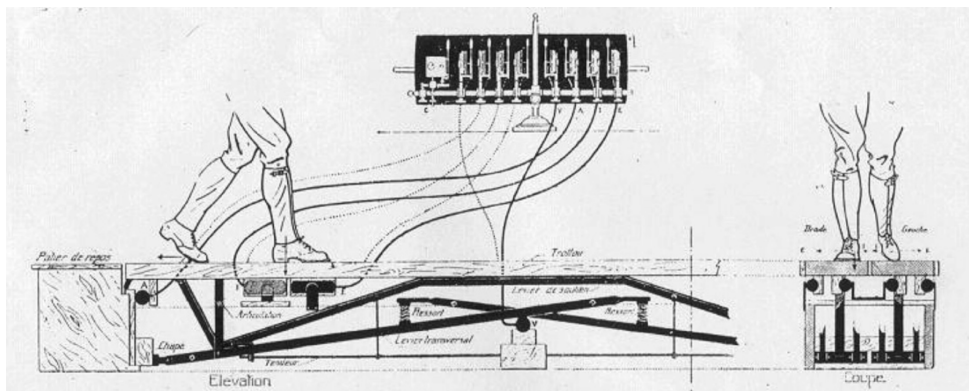 Palier de repos
A
Trottoir
Articulation
Levier de soutien
Ressort
Ressort
Levier transversal
V
Chape
Tendeur
Elevation
Droite
Gauche
D
Coupe